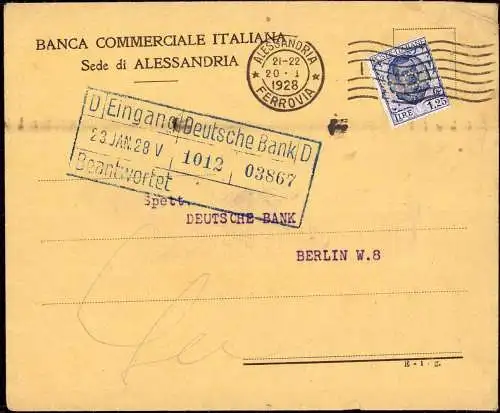 BANCA COMMERCIALE ITALIANA
Sede di ALESSANDRIA
ALESSANDRIA
21-22
20·1
1928
FERROVIA
LIRE 1,25
D Eingang Deutsche Bank D
23 JAN. 28 V 1012 03867
Beantwortet
Spett.
DEUTSCHE BANK
BERLIN W.8
E-I-Z.